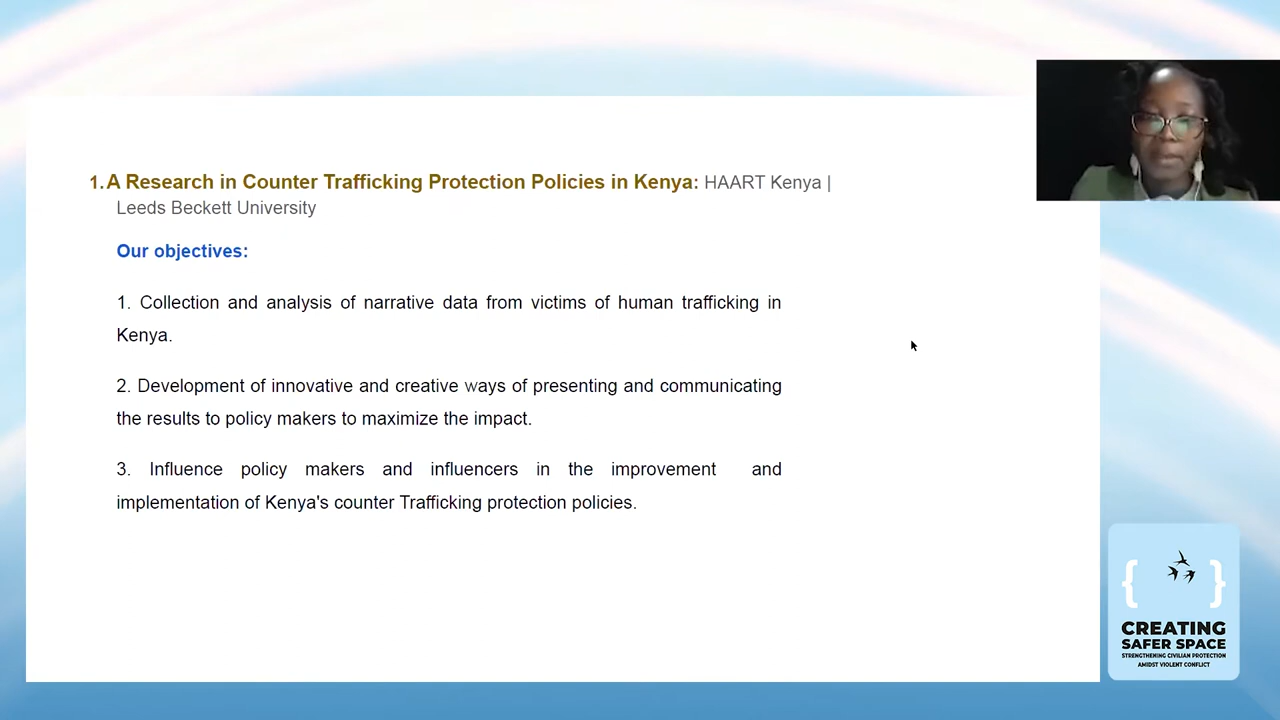 1. A Research in Counter Trafficking Protection Policies in Kenya: HAART Kenya |
Leeds Beckett University
Our objectives:
1. Collection and analysis of narrative data from victims of human trafficking in
Kenya.
2. Development of innovative and creative ways of presenting and communicating
the results to policy makers to maximize the impact.
3. Influence policy makers and influencers in the improvement and
implementation of Kenya's counter Trafficking protection policies.
{ }
CREATING
SAFER SPACE
STRENGTHENING CIVILIAN PROTECTION
AMIDST VIOLENT CONFLICT